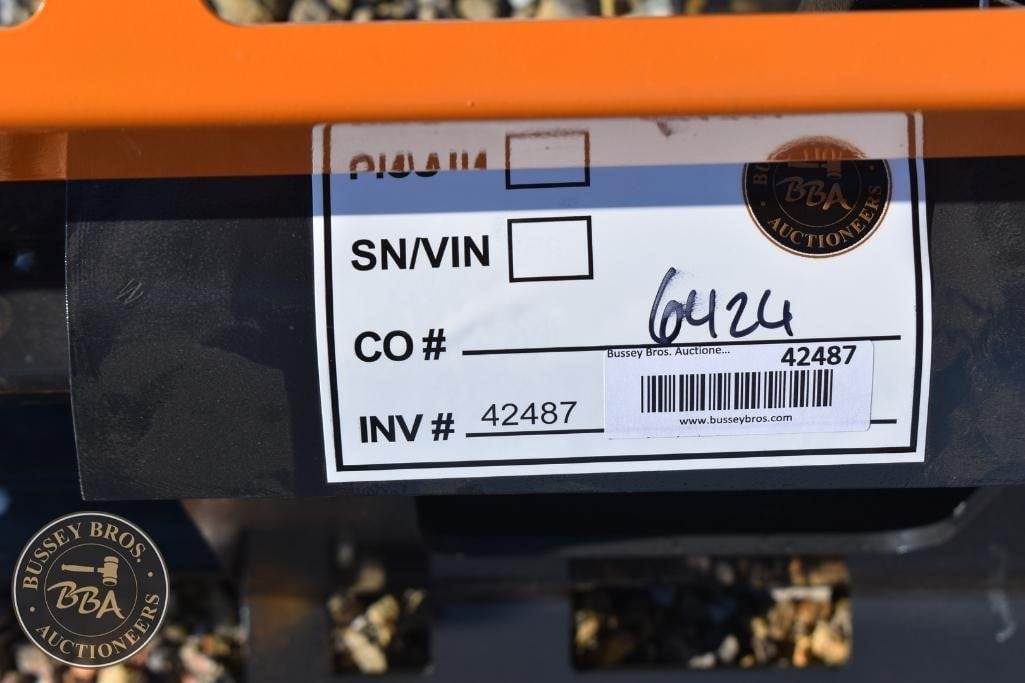 BBA
AUCTIONEERS
SN/VIN
6424
CO #
Bussey Bros. Auctione...
42487
INV # 42487
www.busseybros.com
BUSSEY BROS.
BBA
AUCTIONEERS